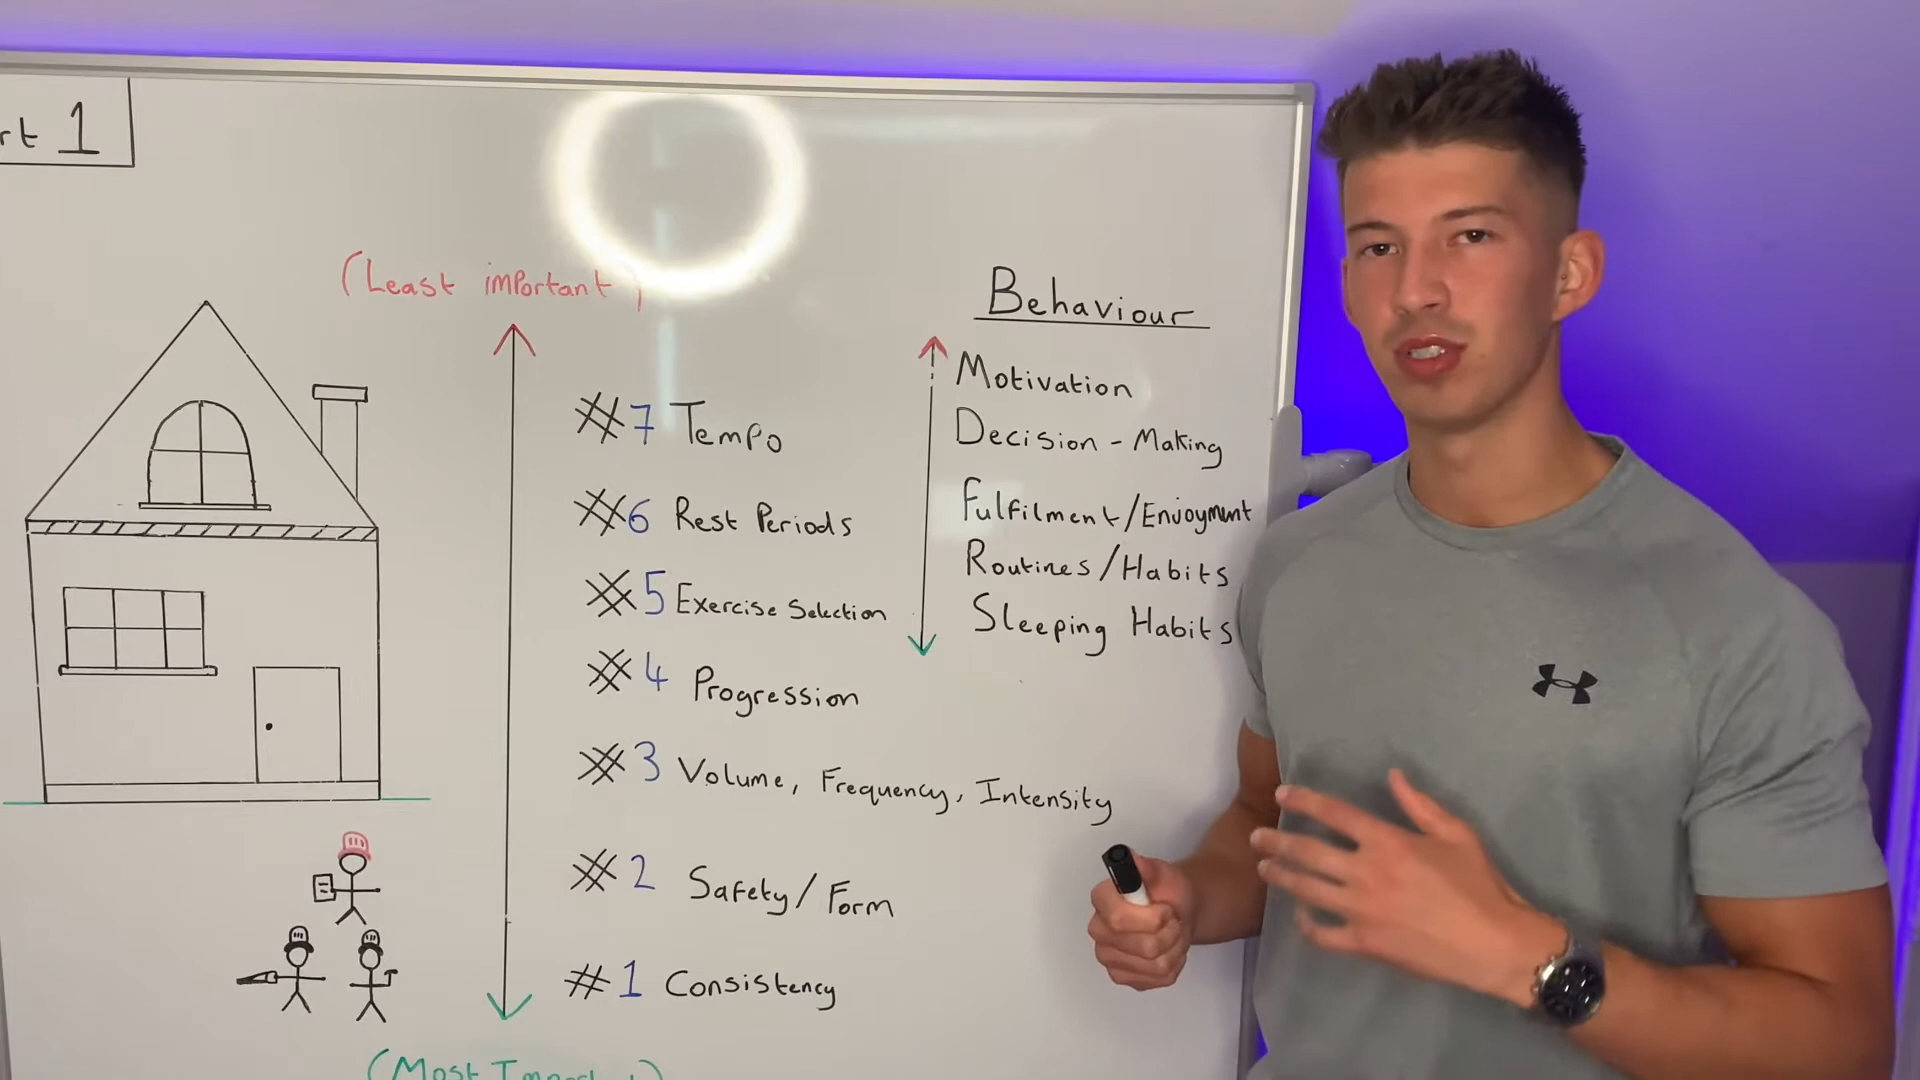 rt 1
(Least important)
#7 Tempo
#6 Rest Periods
#5 Exercise Selection
#4 Progression
#3 Volume, Frequency, Intensity
#2 Safety/Form
#1 Consistency
(Most
Behaviour
Motivation
Decision - Making
Fulfilment/Enjoyment
Routines/Habits
Sleeping Habits